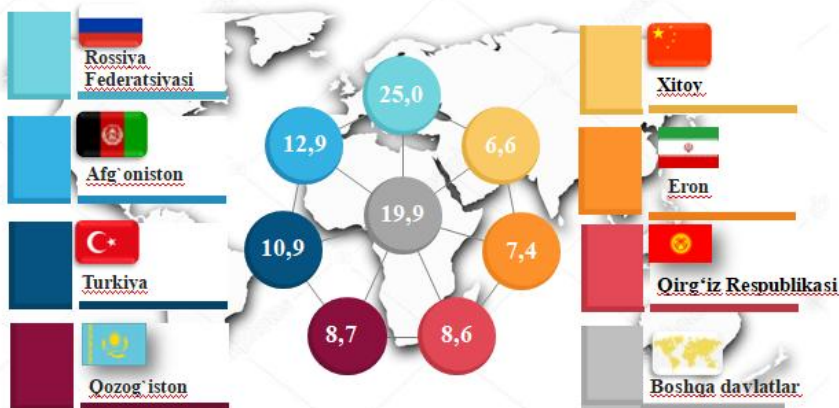 Rossiya
Federatsivasi
Afg`oniston
Turkiya
Qozog`iston
25,0
12,9
6,6
19,9
10,9
7,4
8,7
8,6
Xitoy
Eron
Qirg‘iz Respublikasi
Boshqa davlatlar